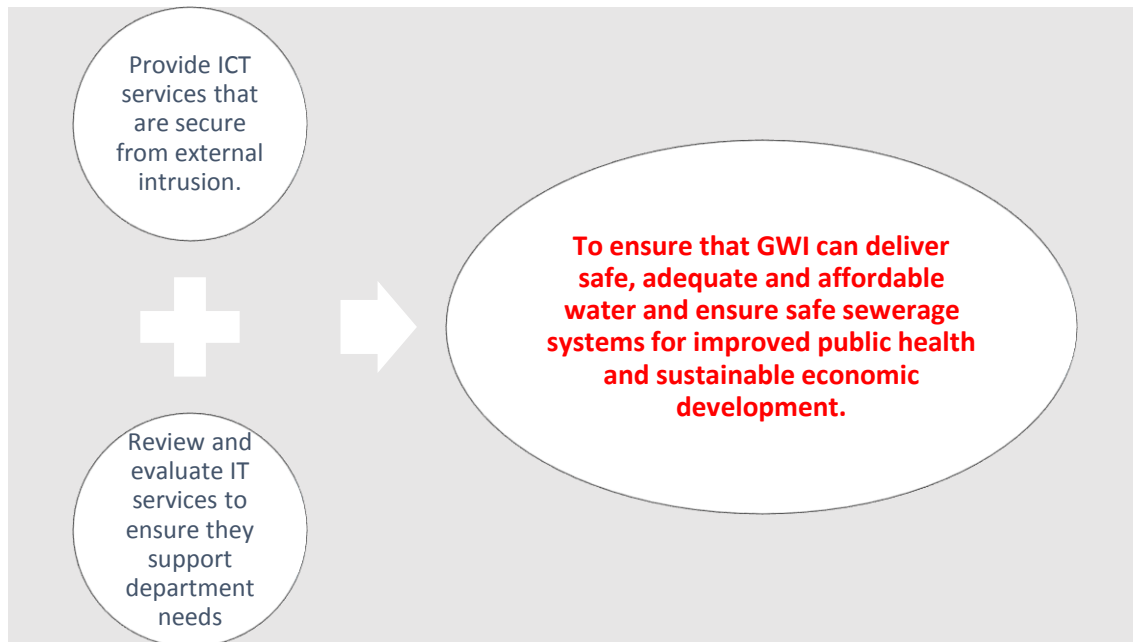 Provide ICT
services that
are secure
from external
intrusion.
Review and
evaluate IT
services to
ensure they
support
department
needs
To ensure that GWI can deliver
safe, adequate and affordable
water and ensure safe sewerage
systems for improved public health
and sustainable economic
development.